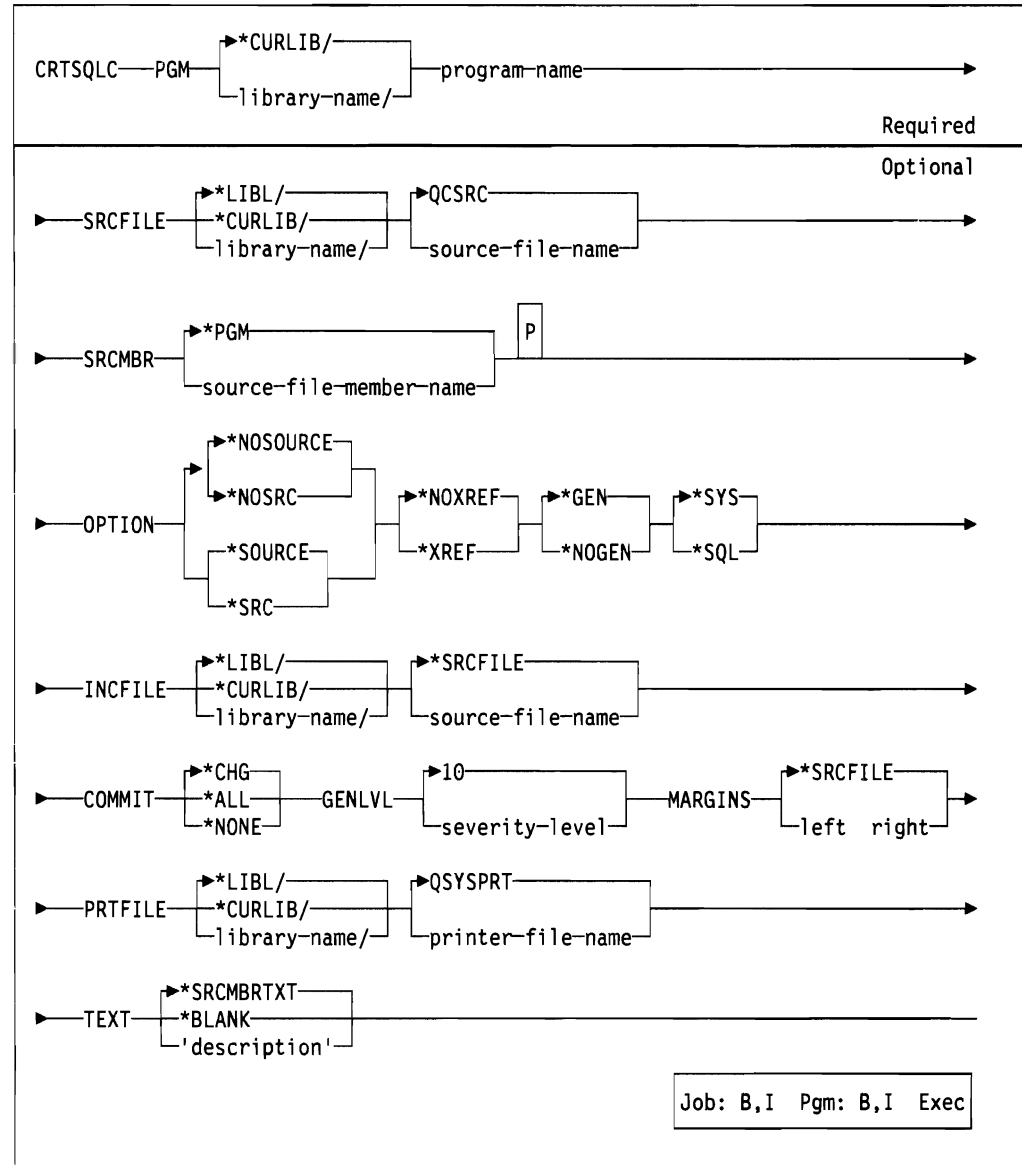 *CURLIB/
CRTSQLC PGM program-name
library-name/
Required
Optional
*LIBL/ QCSRC
SRCFILE *CURLIB/
library-name/ source-file-name
*PGM P
SRCMBR
source-file-member-name
*NOSOURCE
*NOSRC *NOXREF *GEN *SYS
OPTION
*SOURCE *XREF *NOGEN *SQL
*SRC
*LIBL/ *SRCFILE
INCFILE *CURLIB/
library-name/ source-file-name
*CHG 10 *SRCFILE
COMMIT *ALL GENLVL MARGINS
*NONE severity-level left right
*LIBL/ QSYSPRT
PRTFILE *CURLIB/
library-name/ printer-file-name
*SRCMBRTXT
TEXT *BLANK
'description'
Job: B,I Pgm: B,I Exec